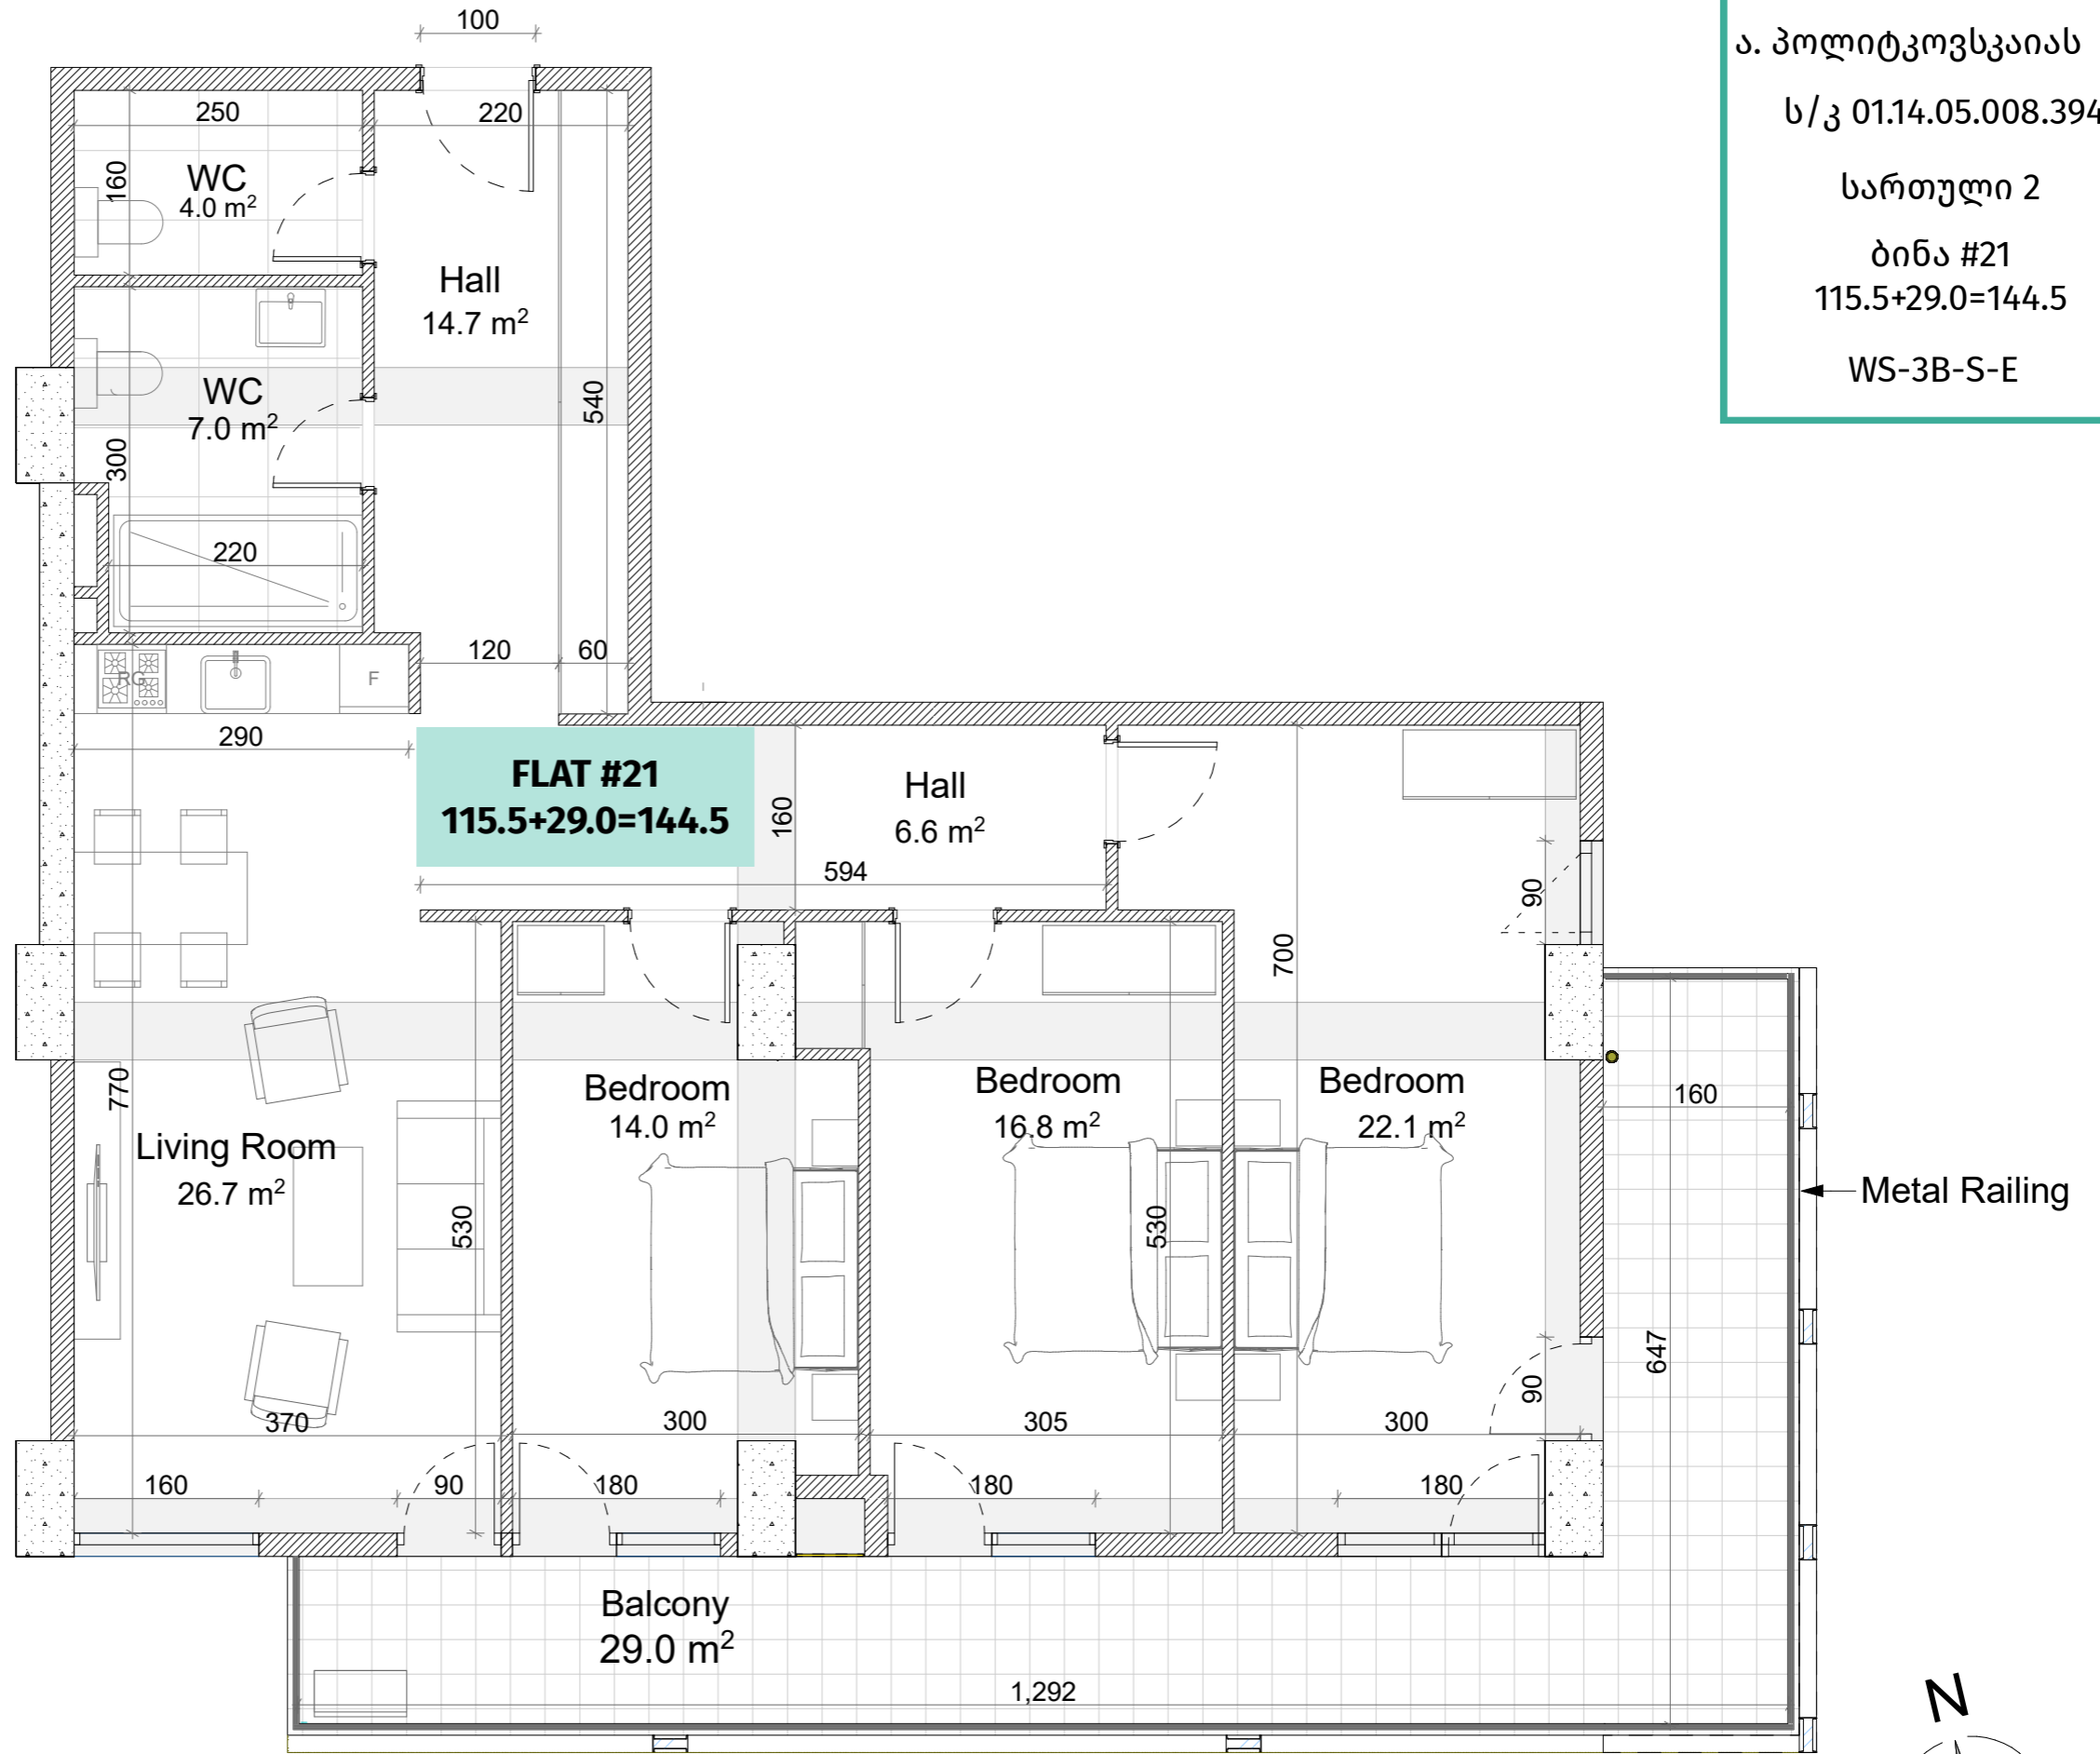 100
ა. პოლიტკოვსკაიას
ს/კ 01.14.05.008.394
სართული 2
ბინა #21
115.5+29.0=144.5
WS-3B-S-E
250
220
160
WC
4.0 m²
Hall
14.7 m²
WC
7.0 m²
540
300
220
120
60
RG
F
290
FLAT #21
115.5+29.0=144.5
160
Hall
6.6 m²
594
90
700
770
Living Room
26.7 m²
530
Bedroom
14.0 m²
Bedroom
16.8 m²
530
Bedroom
22.1 m²
160
Metal Railing
647
90
370
300
305
300
160
90
180
180
180
Balcony
29.0 m²
1,292
N